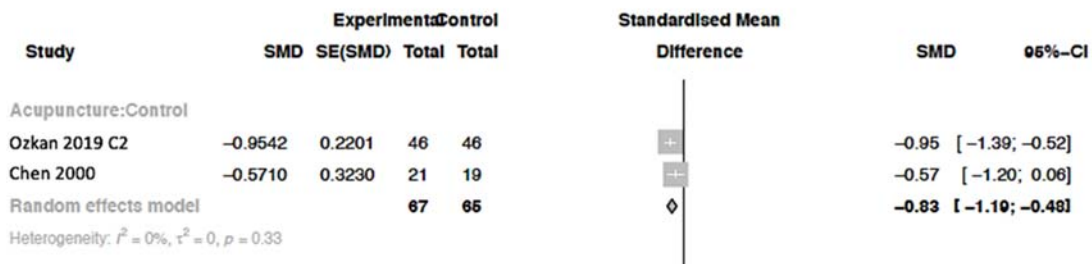 Experimental Control Standardised Mean
Study SMD SE(SMD) Total Total Difference SMD 95%-CI
Acupuncture:Control
Ozkan 2019 C2 -0.9542 0.2201 46 46 -0.95 [-1.39; -0.52]
Chen 2000 -0.5710 0.3230 21 19 -0.57 [-1.20; 0.06]
Random effects model 67 65 -0.83 [-1.19; -0.48]
Heterogeneity: I² = 0%, τ² = 0, p = 0.33